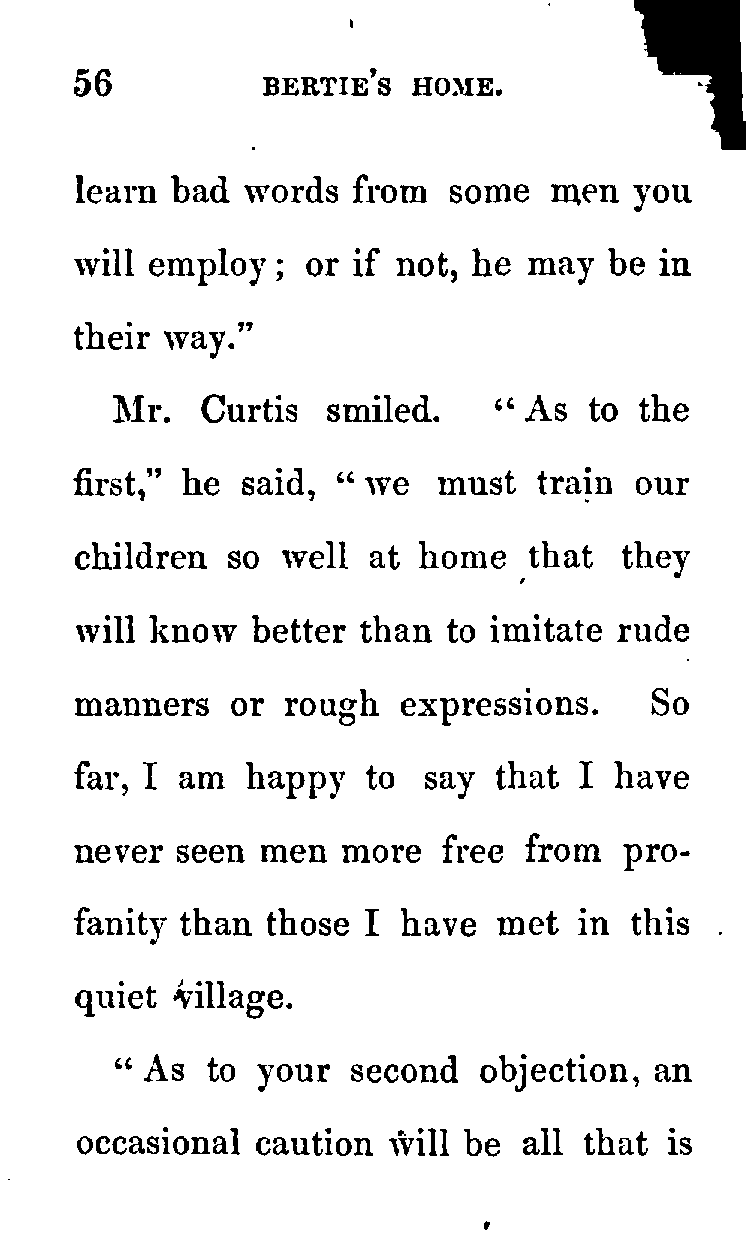 56 BERTIE'S HOME.
learn bad words from some men you
will employ; or if not, he may be in
their way."
Mr. Curtis smiled. "As to the
first," he said, "we must train our
children so well at home that they
will know better than to imitate rude
manners or rough expressions. So
far, I am happy to say that I have
never seen men more free from pro-
fanity than those I have met in this
quiet village.
"As to your second objection, an
occasional caution will be all that is